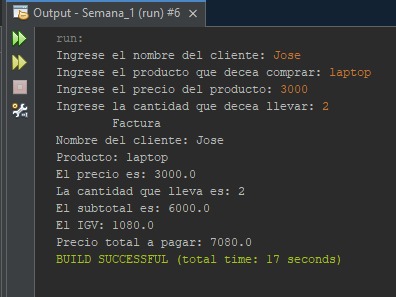 Output - Semana_1 (run) #6
run:
Ingrese el nombre del cliente: Jose
Ingrese el producto que decea comprar: laptop
Ingrese el precio del producto: 3000
Ingrese la cantidad que decea llevar: 2
Factura
Nombre del cliente: Jose
Producto: laptop
El precio es: 3000.0
La cantidad que lleva es: 2
El subtotal es: 6000.0
El IGV: 1080.0
Precio total a pagar: 7080.0
BUILD SUCCESSFUL (total time: 17 seconds)